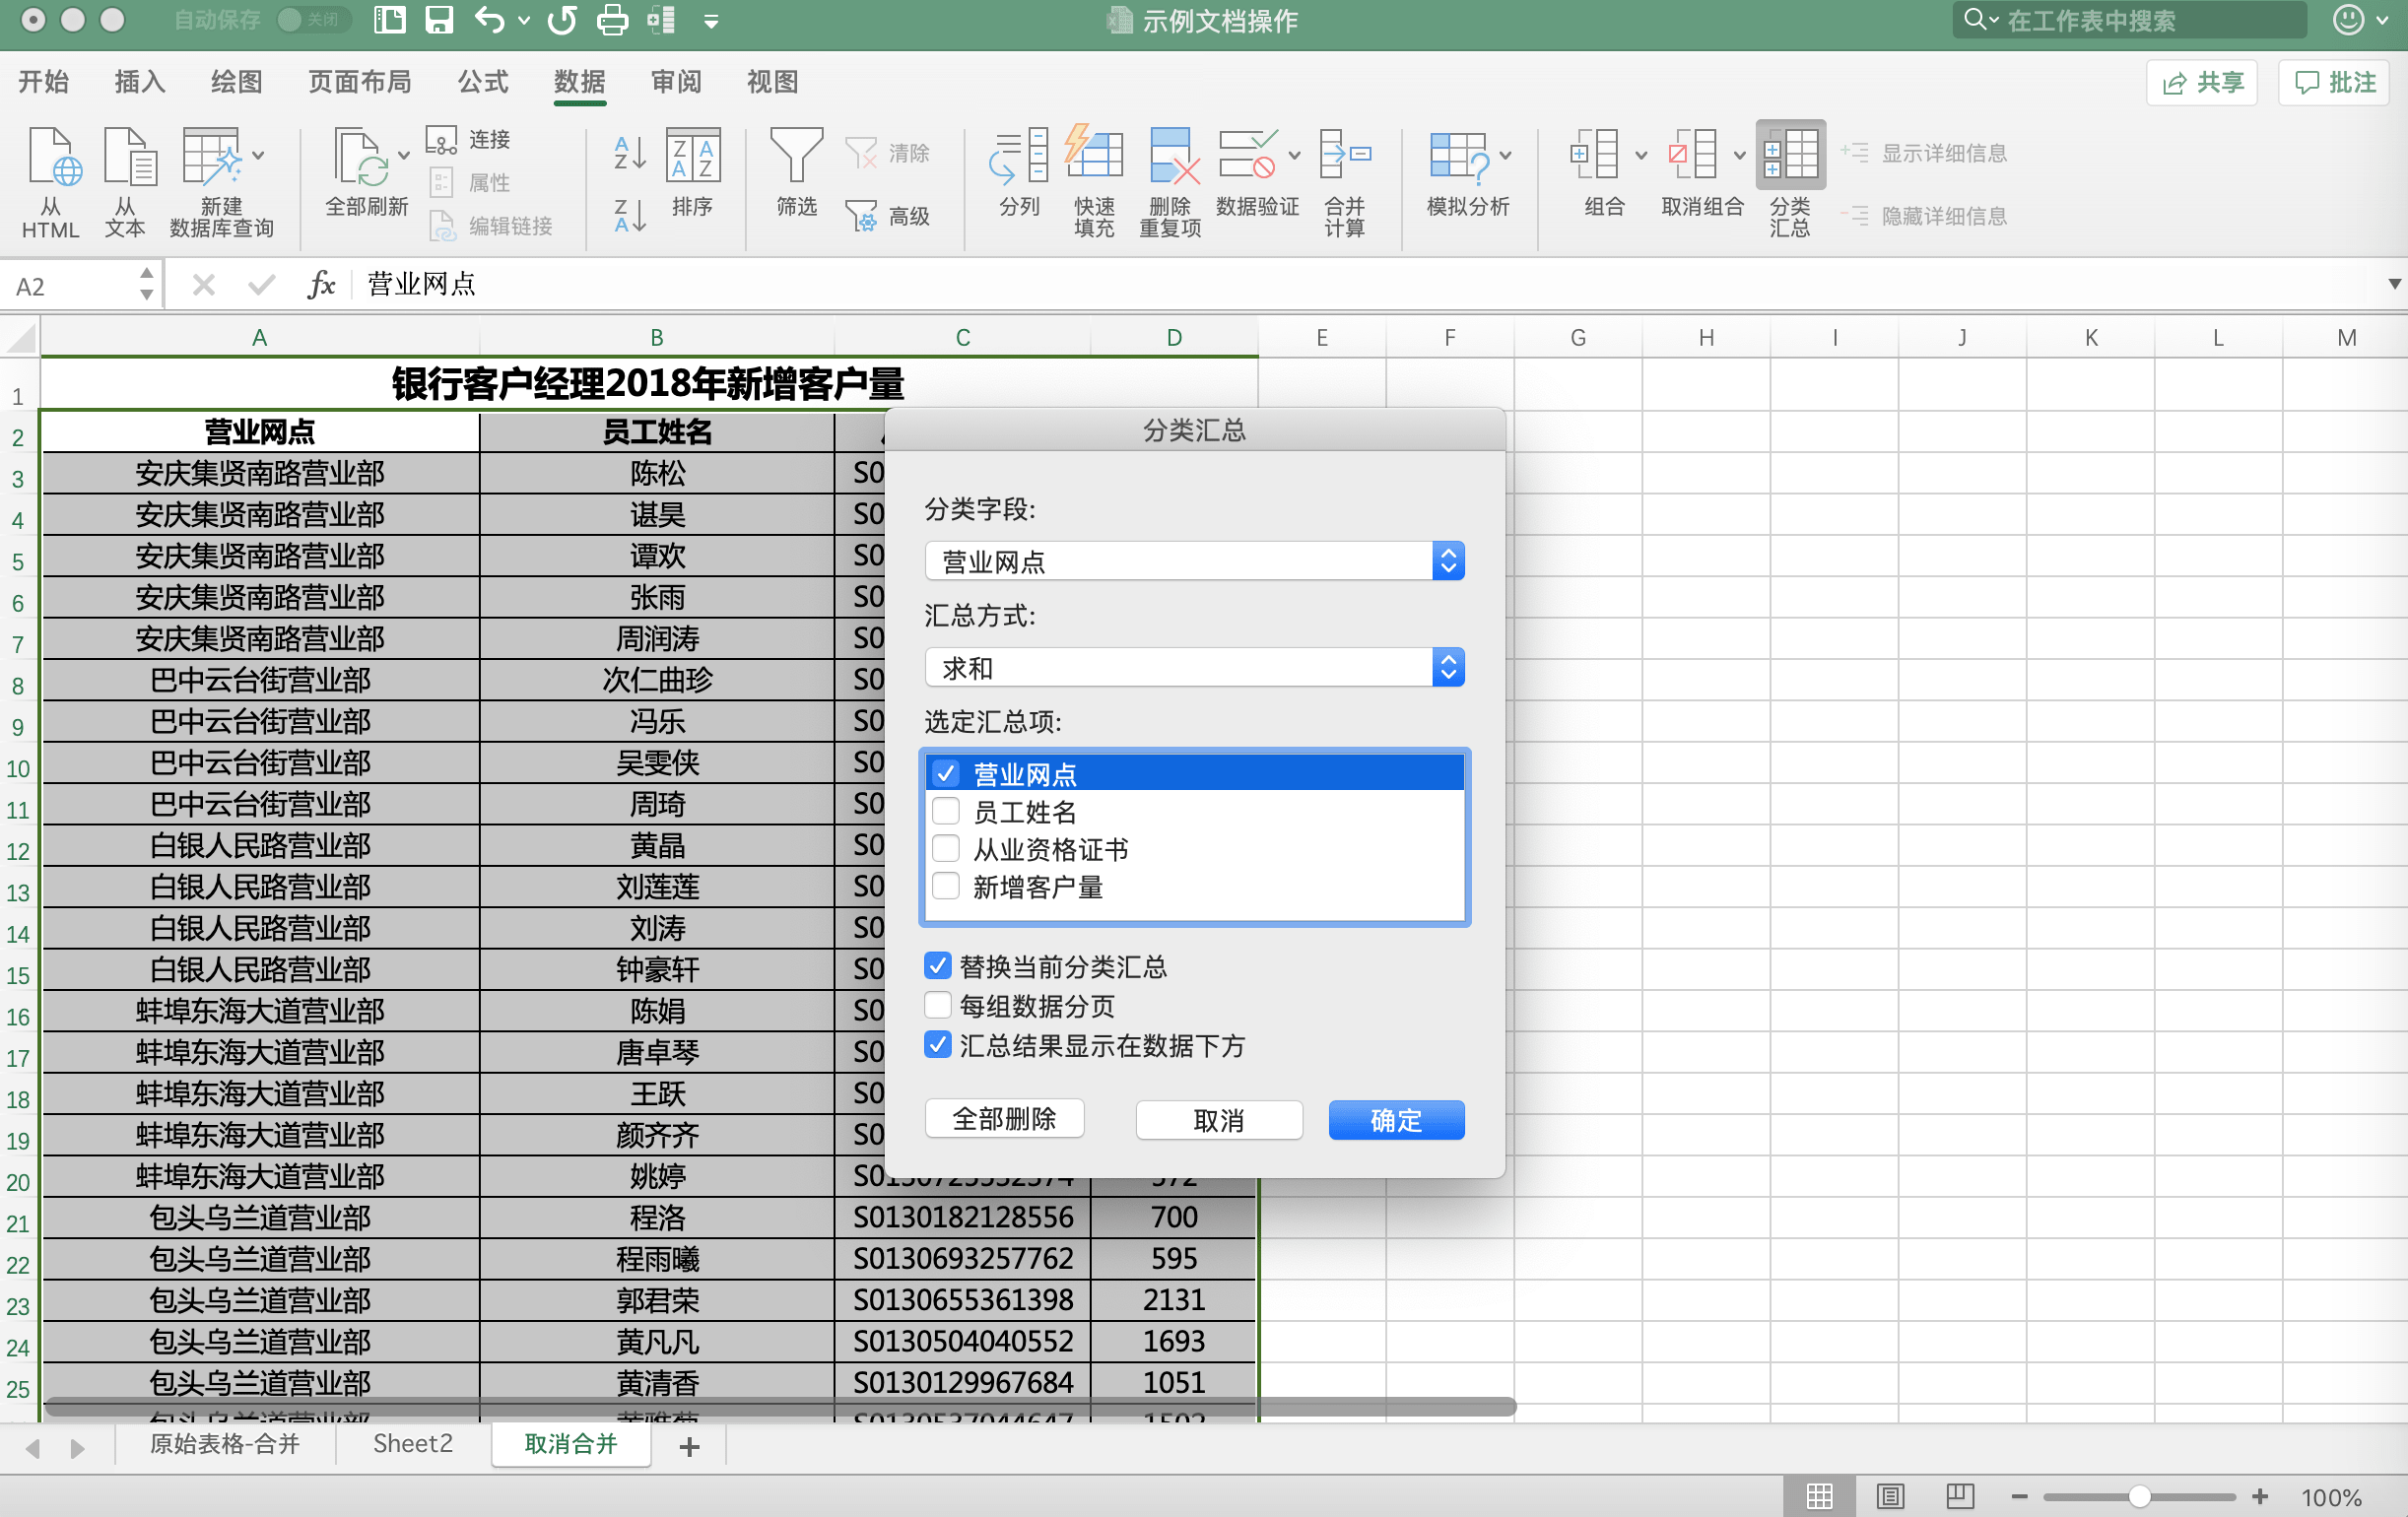 自动保存 关闭 示例文档操作 在工作表中搜索
开始 插入 绘图 页面布局 公式 数据 审阅 视图 共享 批注
从 HTML
从 文本
新建 数据库查询
全部刷新
连接
属性
编辑链接
A Z
Z A
Z A A Z
排序
筛选
清除
高级
分列
快速 填充
删除 重复项
数据验证
合并 计算
模拟分析
组合
取消组合
分类 汇总
显示详细信息
隐藏详细信息
A2 fx 营业网点
A B C D E F G H I J K L M
1 银行客户经理2018年新增客户量
2 营业网点 员工姓名
3 安庆集贤南路营业部 陈松 S0
4 安庆集贤南路营业部 谌昊 S0
5 安庆集贤南路营业部 谭欢 S0
6 安庆集贤南路营业部 张雨 S0
7 安庆集贤南路营业部 周润涛 S0
8 巴中云台街营业部 次仁曲珍 S0
9 巴中云台街营业部 冯乐 S0
10 巴中云台街营业部 吴雯侠 S0
11 巴中云台街营业部 周琦 S0
12 白银人民路营业部 黄晶 S0
13 白银人民路营业部 刘莲莲 S0
14 白银人民路营业部 刘涛 S0
15 白银人民路营业部 钟豪轩 S0
16 蚌埠东海大道营业部 陈娟 S0
17 蚌埠东海大道营业部 唐卓琴 S0
18 蚌埠东海大道营业部 王跃 S0
19 蚌埠东海大道营业部 颜齐齐 S0
20 蚌埠东海大道营业部 姚婷
21 包头乌兰道营业部 程洛 S0130182128556 700
22 包头乌兰道营业部 程雨曦 S0130693257762 595
23 包头乌兰道营业部 郭君荣 S0130655361398 2131
24 包头乌兰道营业部 黄凡凡 S0130504040552 1693
25 包头乌兰道营业部 黄清香 S0130129967684 1051
分类汇总
分类字段:
营业网点
汇总方式:
求和
选定汇总项:
营业网点
员工姓名
从业资格证书
新增客户量
替换当前分类汇总
每组数据分页
汇总结果显示在数据下方
全部删除 取消 确定
原始表格-合并 Sheet2 取消合并
100%